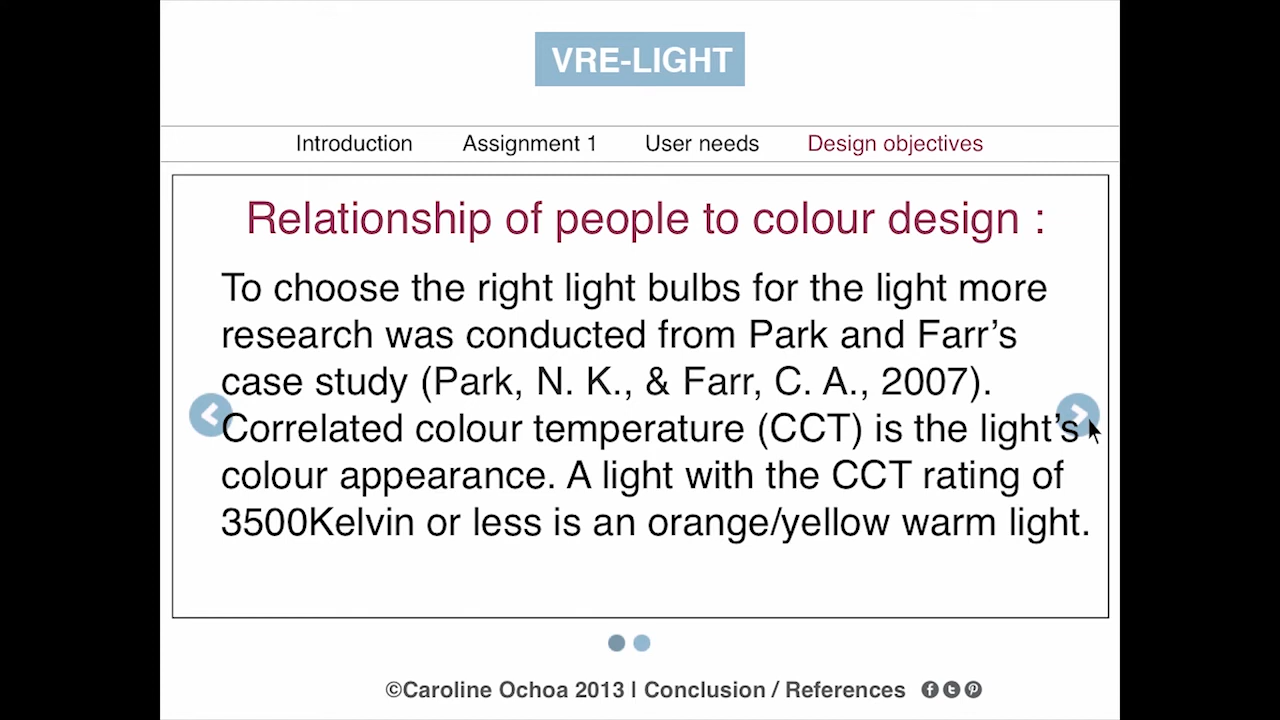 VRE-LIGHT
Introduction Assignment 1 User needs Design objectives
Relationship of people to colour design :
To choose the right light bulbs for the light more
research was conducted from Park and Farr’s
case study (Park, N. K., & Farr, C. A., 2007).
Correlated colour temperature (CCT) is the light’s
colour appearance. A light with the CCT rating of
3500Kelvin or less is an orange/yellow warm light.
©Caroline Ochoa 2013 | Conclusion / References